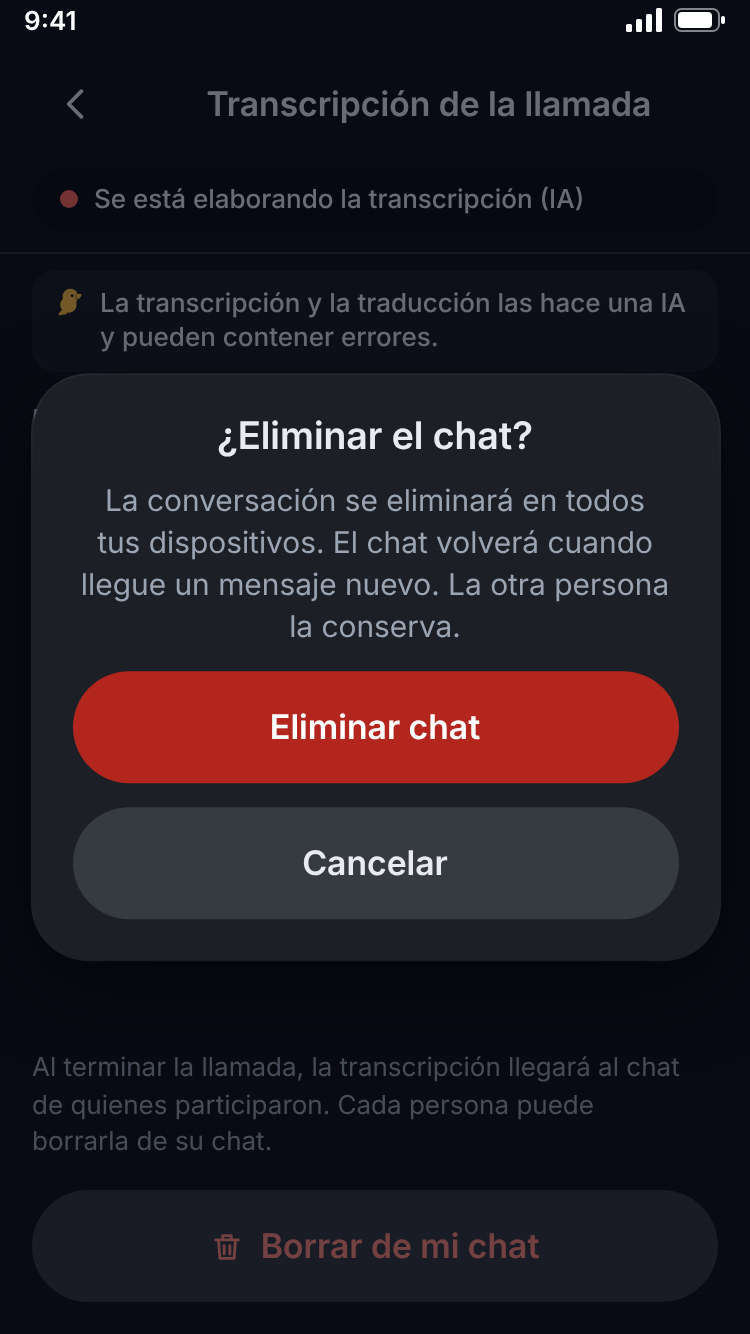 9:41
Transcripción de la llamada
Se está elaborando la transcripción (IA)
La transcripción y la traducción las hace una IA
y pueden contener errores.
¿Eliminar el chat?
La conversación se eliminará en todos
tus dispositivos. El chat volverá cuando
llegue un mensaje nuevo. La otra persona
la conserva.
Eliminar chat
Cancelar
Al terminar la llamada, la transcripción llegará al chat
de quienes participaron. Cada persona puede
borrarla de su chat.
Borrar de mi chat